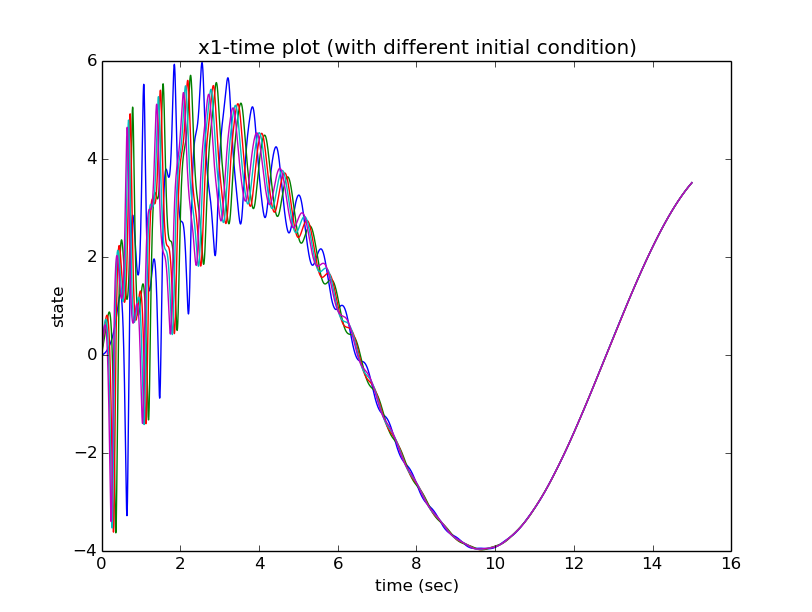 x1-time plot (with different initial condition)
6
4
2
0
−2
−4
state
0 2 4 6 8 10 12 14 16
time (sec)